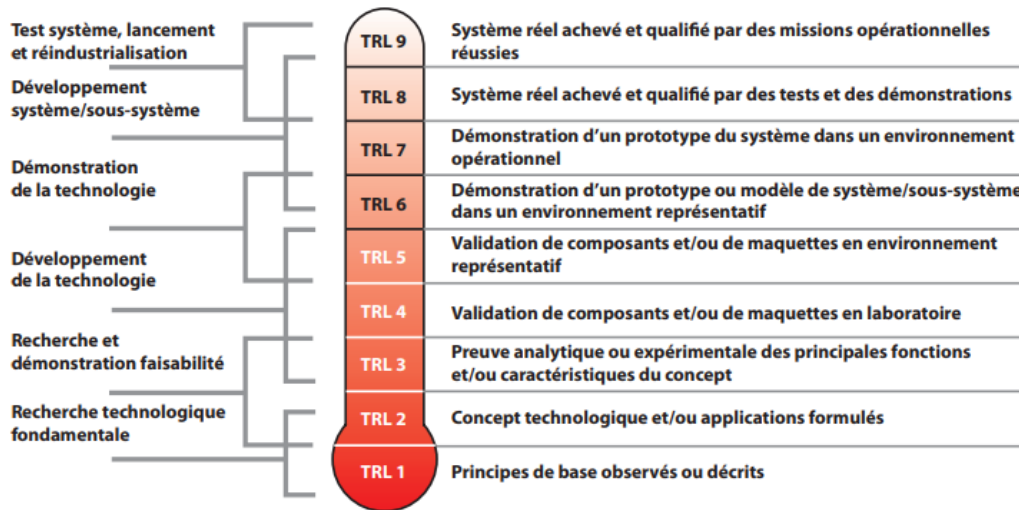 Test système, lancement
et réindustrialisation
TRL 9
Système réel achevé et qualifié par des missions opérationnelles
réussies
Développement
système/sous-système
TRL 8
Système réel achevé et qualifié par des tests et des démonstrations
TRL 7
Démonstration d'un prototype du système dans un environnement
opérationnel
Démonstration
de la technologie
TRL 6
Démonstration d'un prototype ou modèle de système/sous-système
dans un environnement représentatif
Développement
de la technologie
TRL 5
Validation de composants et/ou de maquettes en environnement
représentatif
TRL 4
Validation de composants et/ou de maquettes en laboratoire
Recherche et
démonstration faisabilité
TRL 3
Preuve analytique ou expérimentale des principales fonctions
et/ou caractéristiques du concept
Recherche technologique
fondamentale
TRL 2
Concept technologique et/ou applications formulés
TRL 1
Principes de base observés ou décrits